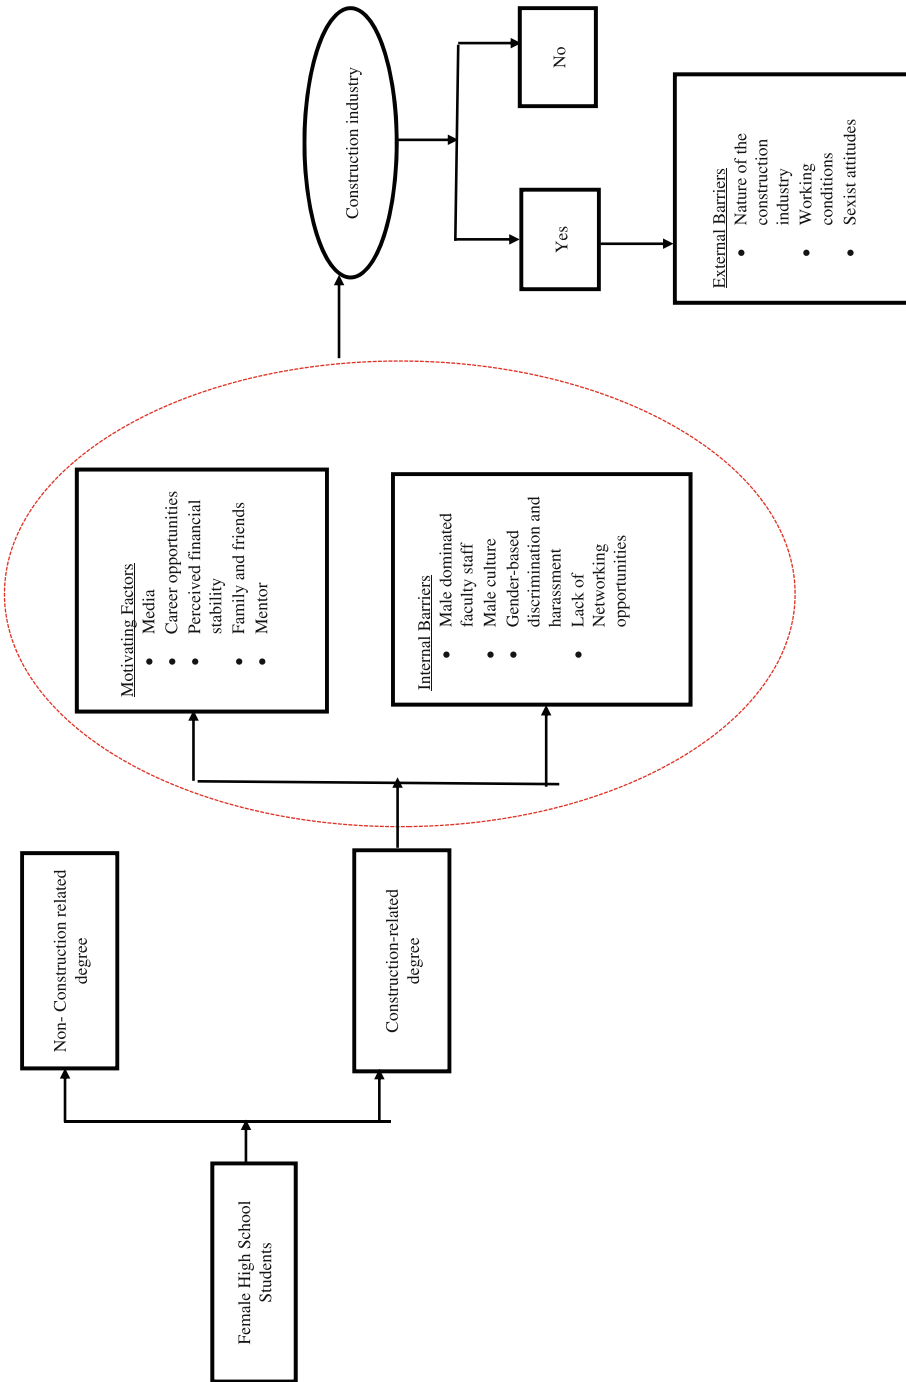 Female High School
Students
Non- Construction related
degree
Construction-related
degree
Motivating Factors
• Media
• Career opportunities
• Perceived financial
stability
• Family and friends
• Mentor
Internal Barriers
• Male dominated
faculty staff
• Male culture
• Gender-based
discrimination and
harassment
• Lack of
Networking
opportunities
Construction industry
Yes
No
External Barriers
• Nature of the
construction
industry
• Working
conditions
• Sexist attitudes